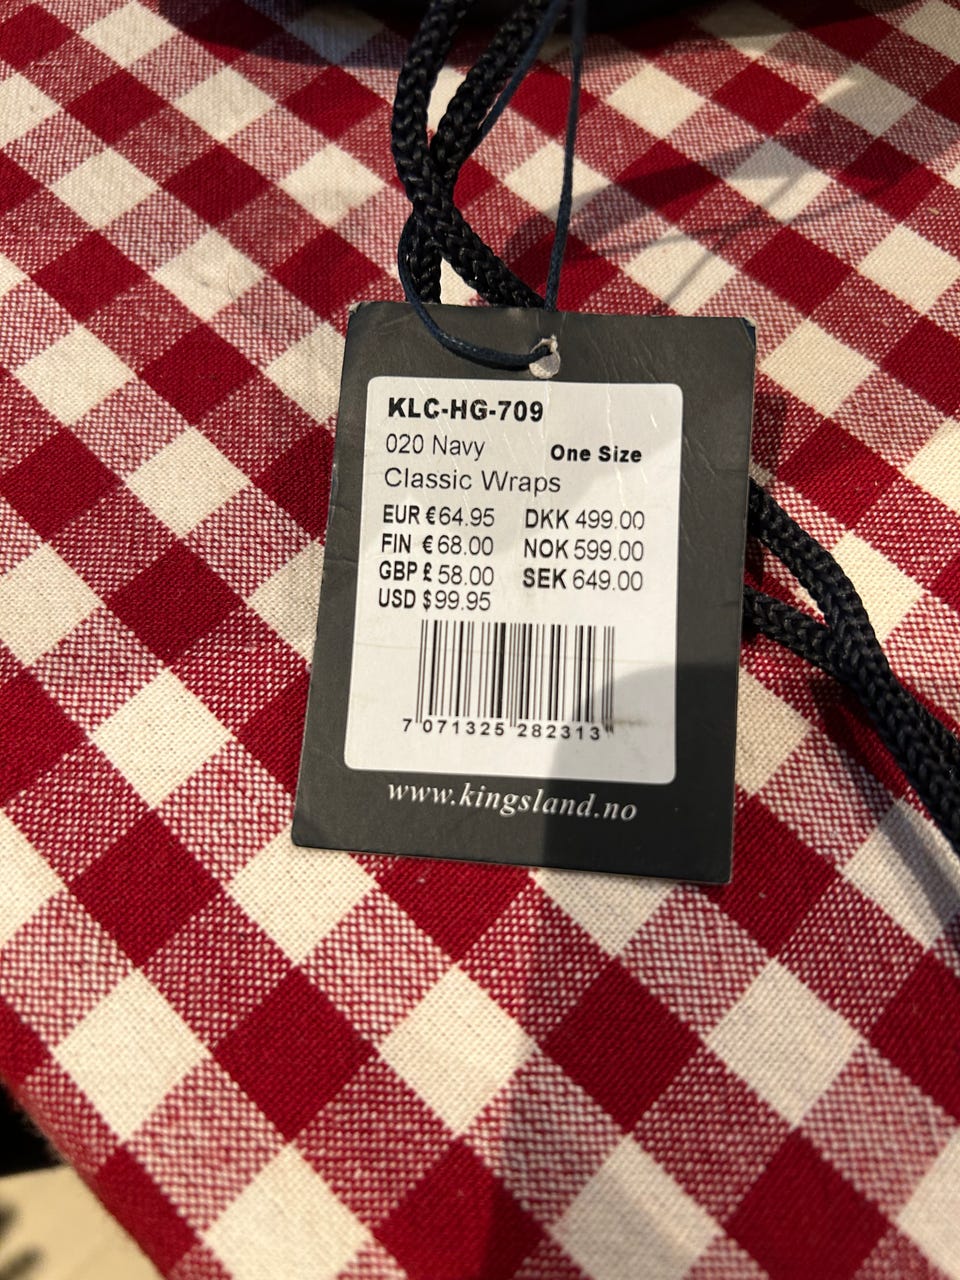 KLC-HG-709
020 Navy One Size
Classic Wraps
EUR €64.95 DKK 499.00
FIN €68.00 NOK 599.00
GBP £58.00 SEK 649.00
USD $99.95
7 071325 282313
www.kingsland.no